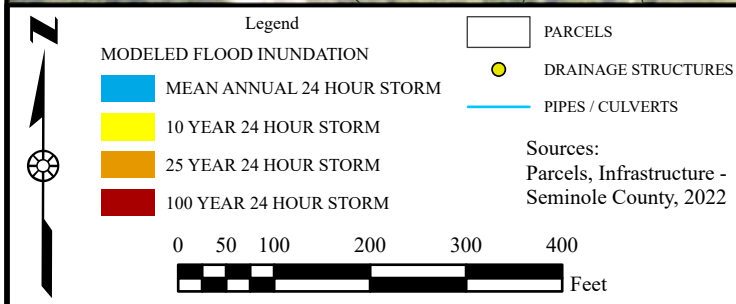 N
Legend
MODELED FLOOD INUNDATION
MEAN ANNUAL 24 HOUR STORM
10 YEAR 24 HOUR STORM
25 YEAR 24 HOUR STORM
100 YEAR 24 HOUR STORM
PARCELS
DRAINAGE STRUCTURES
PIPES / CULVERTS
Sources:
Parcels, Infrastructure -
Seminole County, 2022
0 50 100 200 300 400
Feet